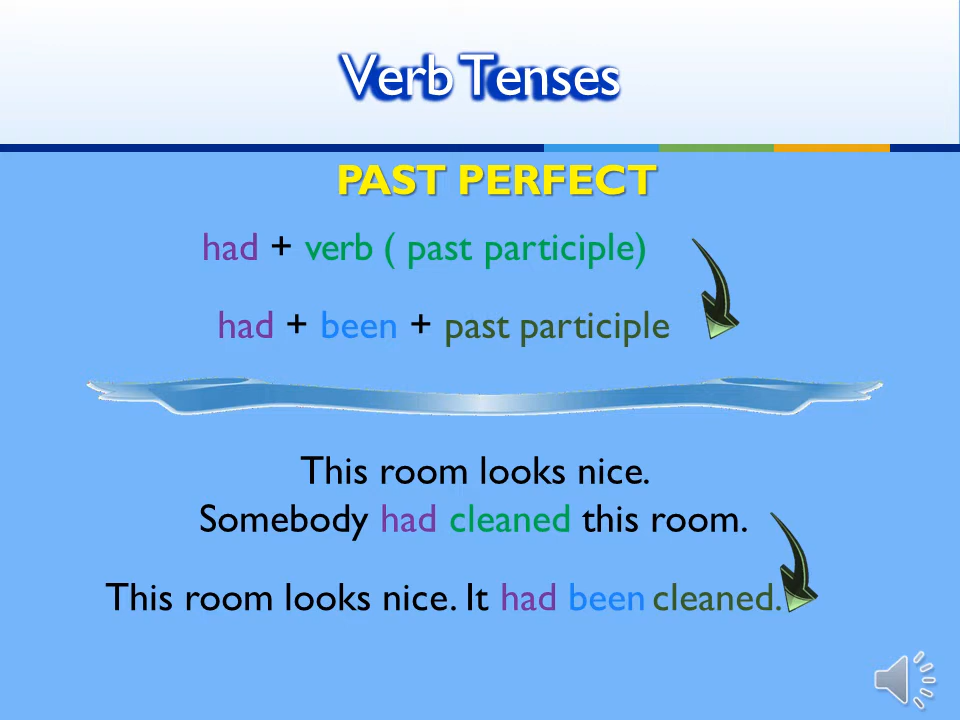 Verb Tenses
PAST PERFECT
had + verb ( past participle)
had + been + past participle
This room looks nice.
Somebody had cleaned this room.
This room looks nice. It had been cleaned.